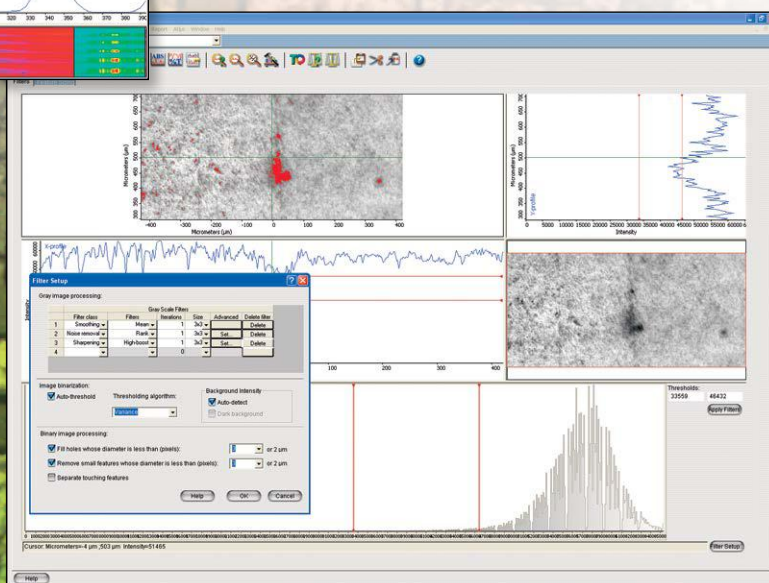 320 330 340 350 360 370 380 390
Window Help
Filters
Micrometers (µm)
700
650
600
550
500
450
400
350
300
-400 -300 -200 -100 0 100 200 300 400
Micrometers (µm)
Y-profile
0 5000 10000 15000 20000 25000 30000 35000 40000 45000 50000 55000 60000
Intensity
X-profile
60000
Intensity
100 200 300 400
Filter Setup
Gray image processing:
Gray Scale Filters
Filter class Filters Iterations Size Advanced Delete filter
1 Smoothing Mean 1 3x3 Delete
2 Noise removal Rank 1 3x3 Set... Delete
3 Sharpening High-boost 1 3x3 Set... Delete
4 0
Image binarization:
Auto-threshold
Thresholding algorithm:
Variance
Background intensity
Auto-detect
Dark background
Binary image processing:
Fill holes whose diameter is less than (pixels): or 2 µm
Remove small features whose diameter is less than (pixels): or 2 µm
Separate touching features
Help OK Cancel
Thresholds:
33559 46432
Apply Filters
Cursor: Micrometers=-4 µm ,503 µm Intensity=51465
Filter Setup
Help